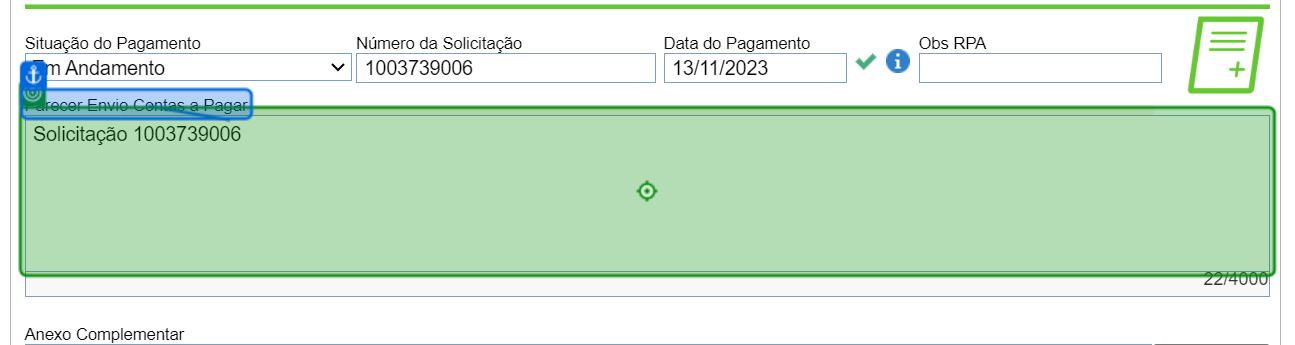 Situação do Pagamento Número da Solicitação Data do Pagamento Obs RPA
Em Andamento 1003739006 13/11/2023
Parecer Envio Contas a Pagar
Solicitação 1003739006
22/4000
Anexo Complementar